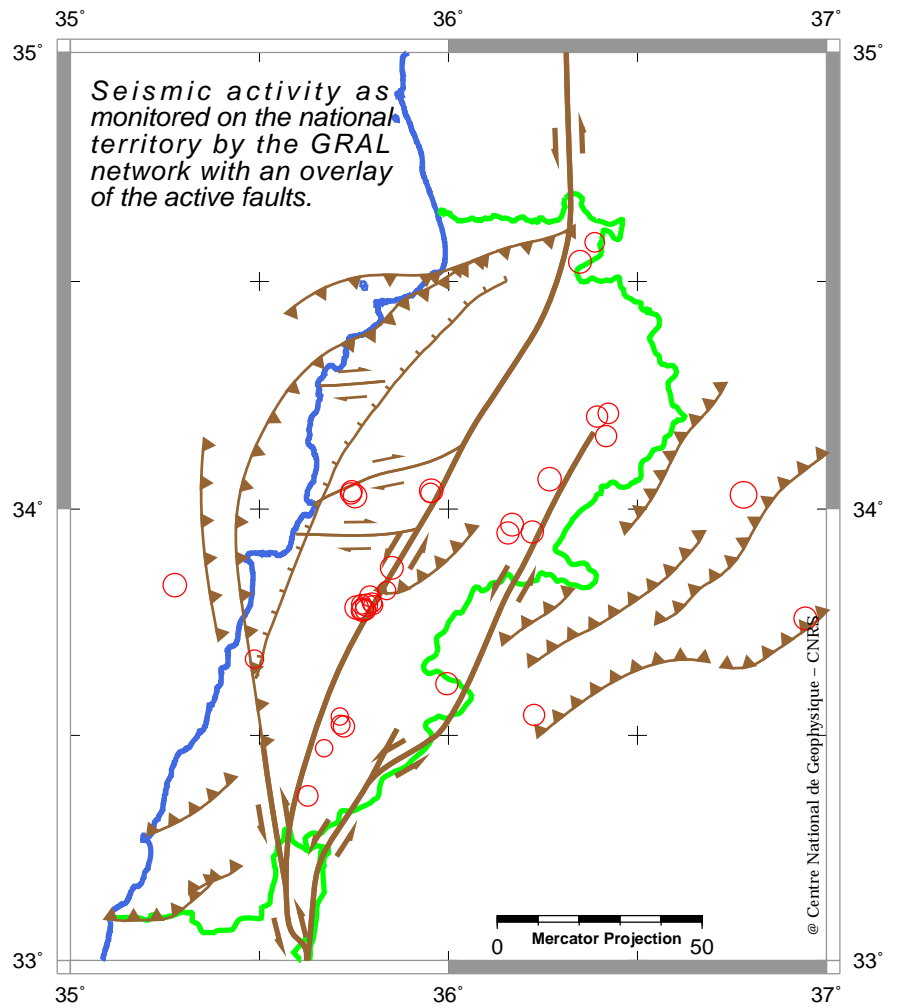 35˚ 36˚ 37˚
35˚ 35˚
Seismic activity as
monitored on the national
territory by the GRAL
network with an overlay
of the active faults.
34˚ 34˚
@ Centre National de Geophysique – CNRS
Mercator Projection
0 50
33˚ 33˚
35˚ 36˚ 37˚